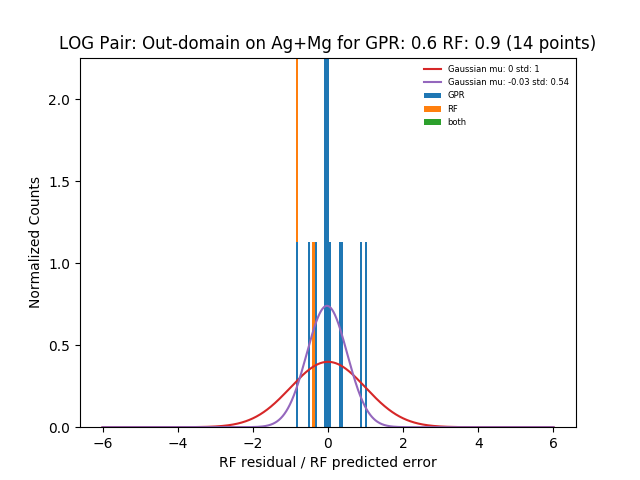 LOG Pair: Out-domain on Ag+Mg for GPR: 0.6 RF: 0.9 (14 points)
Gaussian mu: 0 std: 1
Gaussian mu: -0.03 std: 0.54
GPR
RF
both
Normalized Counts
2.0
1.5
1.0
0.5
0.0
−6 −4 −2 0 2 4 6
RF residual / RF predicted error